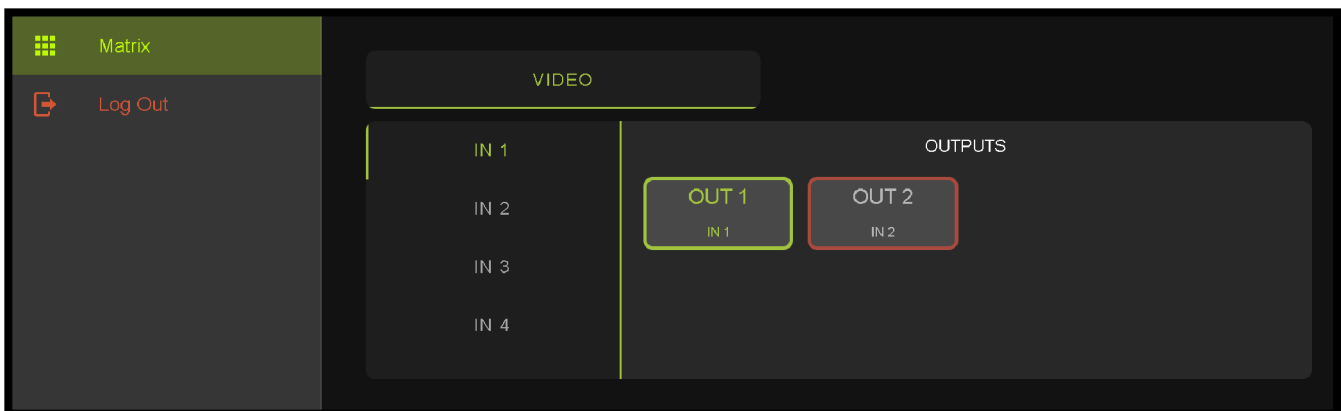 Matrix
Log Out
VIDEO
IN 1
IN 2
IN 3
IN 4
OUTPUTS
OUT 1
IN 1
OUT 2
IN 2